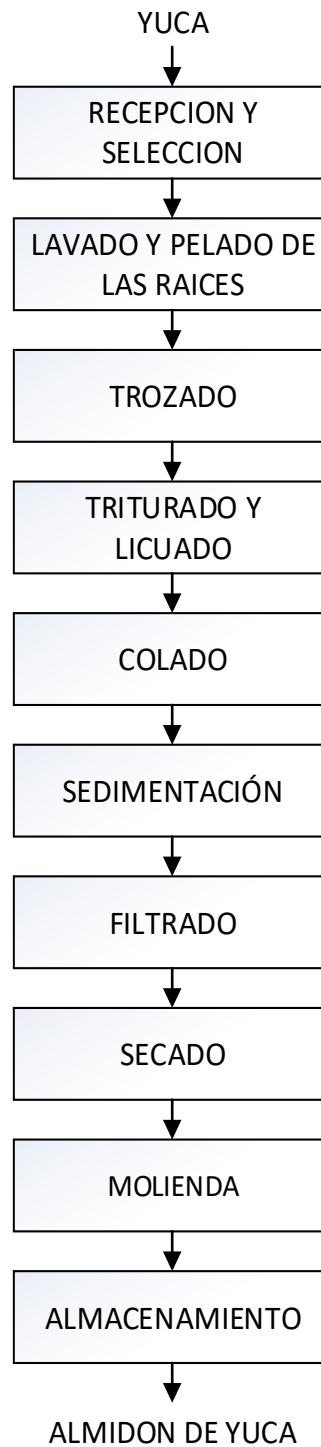 YUCA
RECEPCION Y
SELECCION
LAVADO Y PELADO DE
LAS RAICES
TROZADO
TRITURADO Y
LICUADO
COLADO
SEDIMENTACIÓN
FILTRADO
SECADO
MOLIENDA
ALMACENAMIENTO
ALMIDON DE YUCA